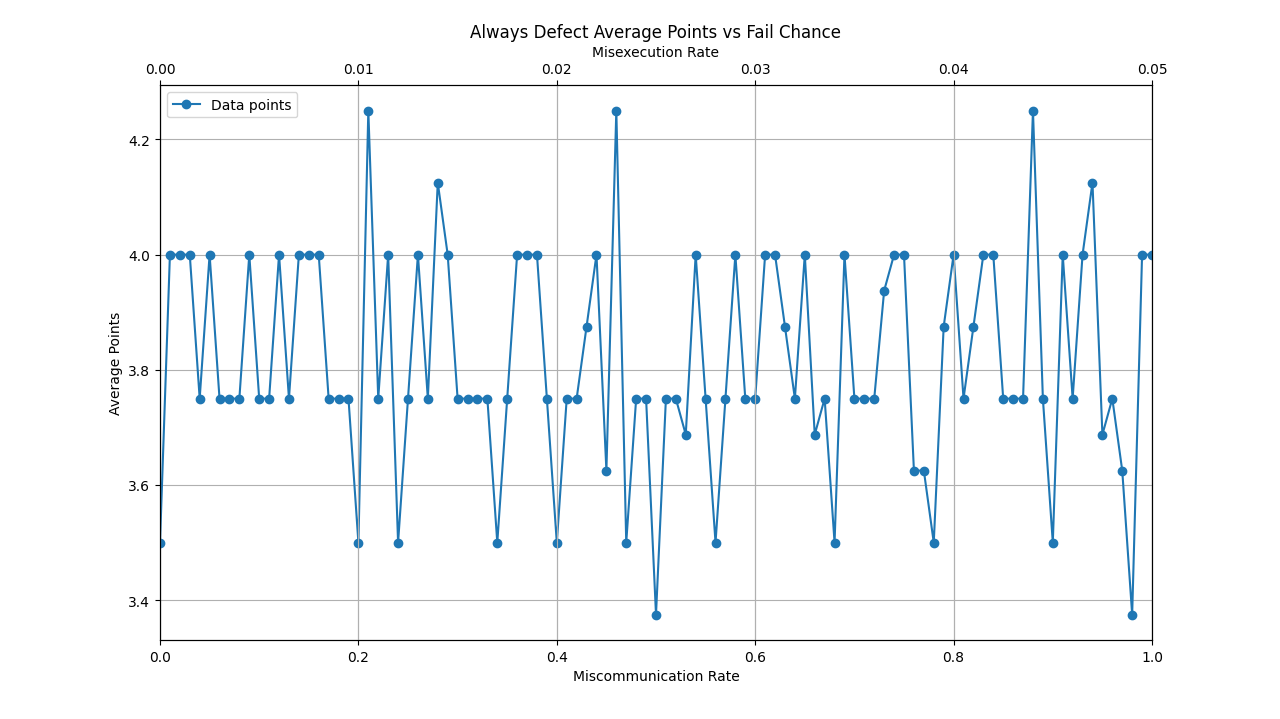 Always Defect Average Points vs Fail Chance
Misexecution Rate
0.00 0.01 0.02 0.03 0.04 0.05
Data points
4.2
4.0
3.8
3.6
3.4
Average Points
0.0 0.2 0.4 0.6 0.8 1.0
Miscommunication Rate